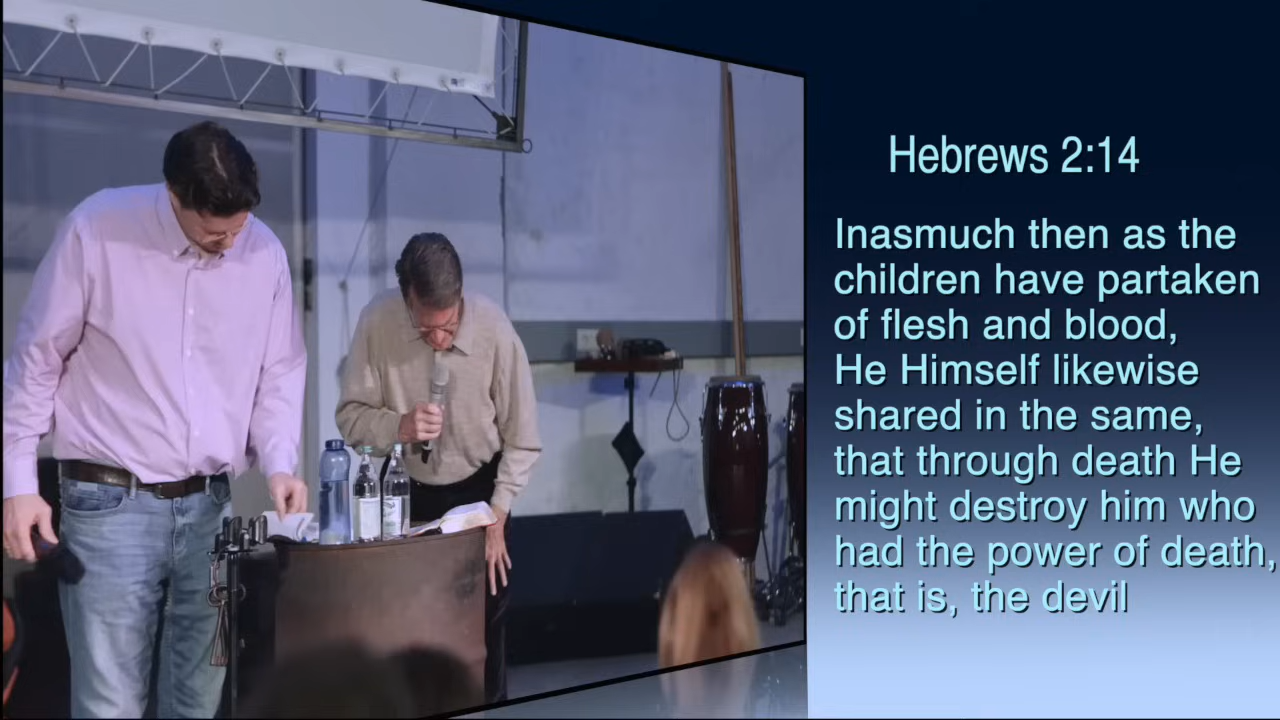 Hebrews 2:14
Inasmuch then as the
children have partaken
of flesh and blood,
He Himself likewise
shared in the same,
that through death He
might destroy him who
had the power of death,
that is, the devil